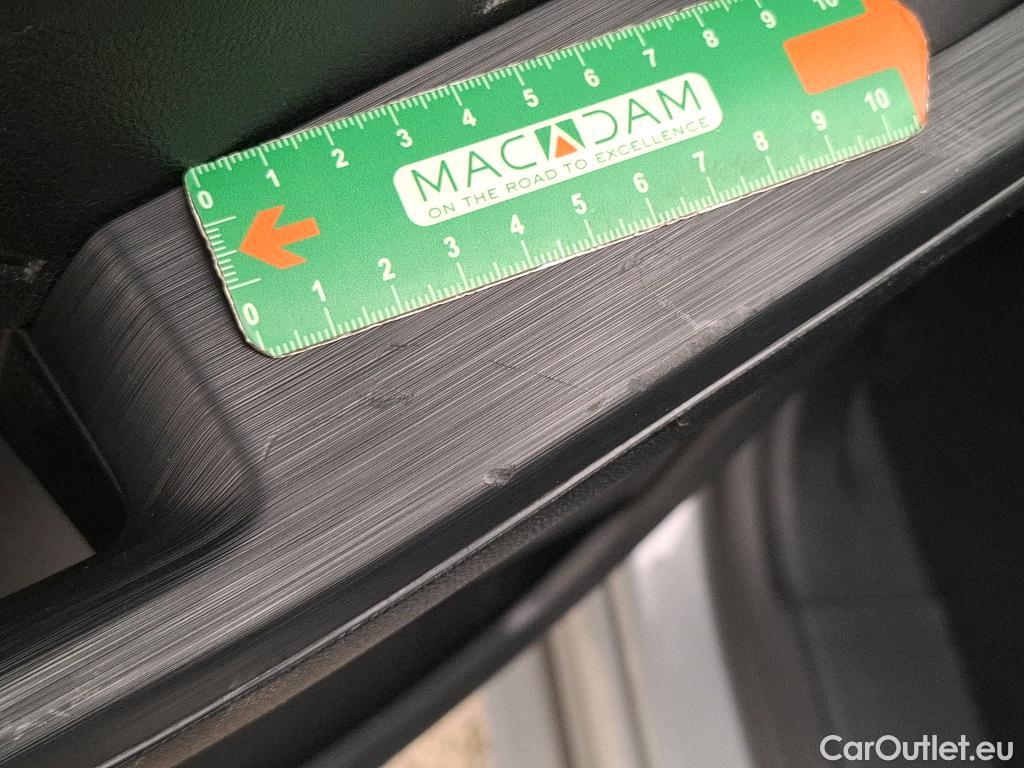 0 1 2 3 4 5 6 7 8 9 10
MACADAM
ON THE ROAD TO EXCELLENCE
0 1 2 3 4 5 6 7 8 9 10
CarOutlet.eu